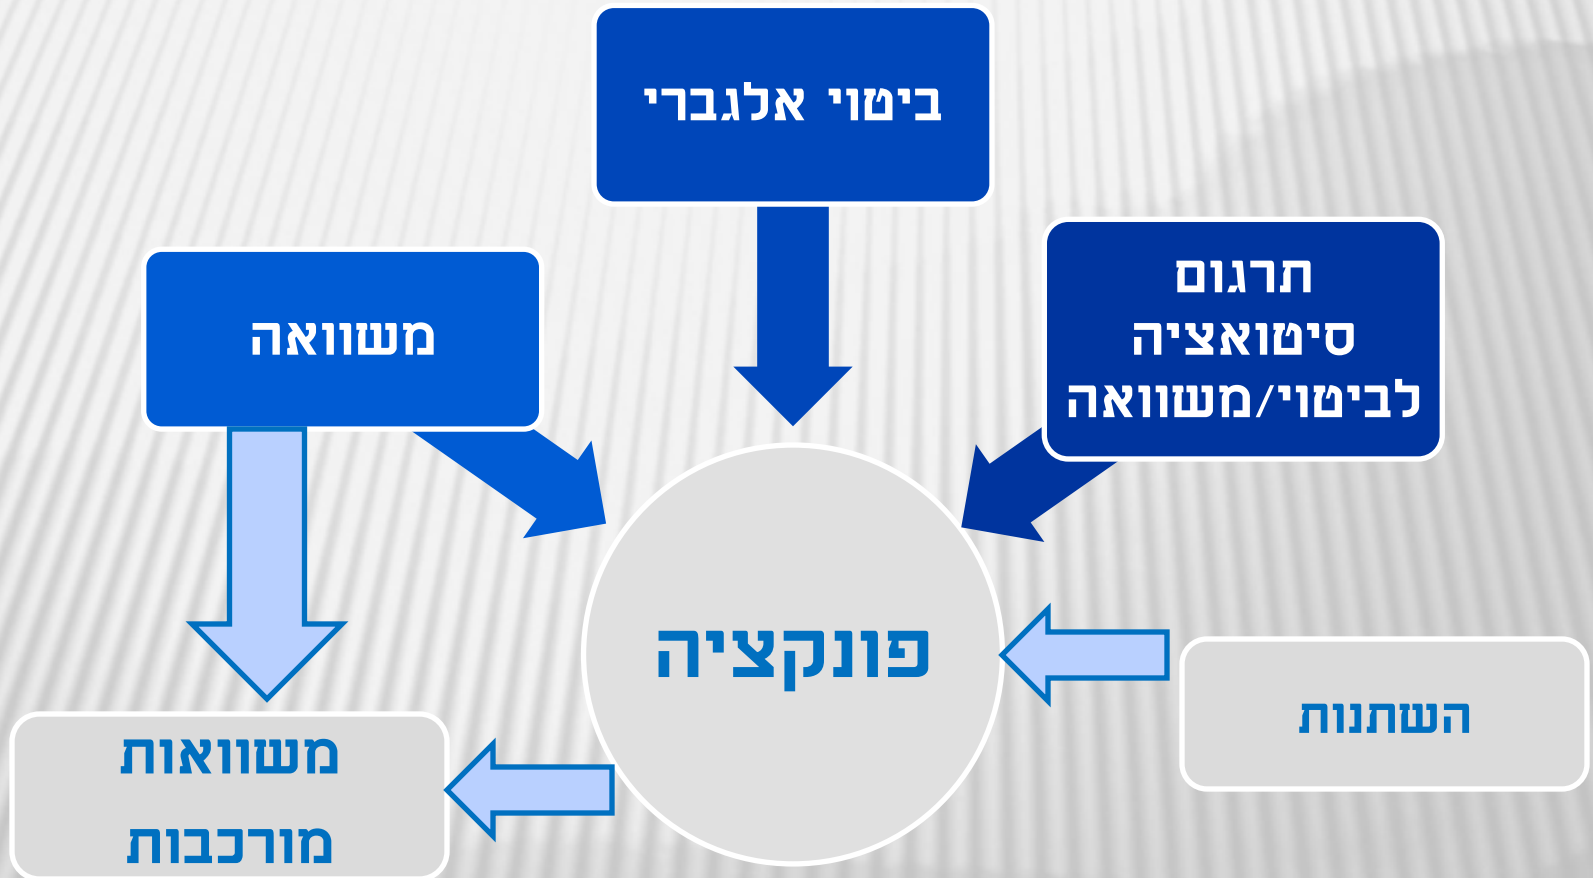 ביטוי אלגברי
תרגום
סיטואציה
לביטוי/משוואה
משוואה
פונקציה
השתנות
משוואות
מורכבות